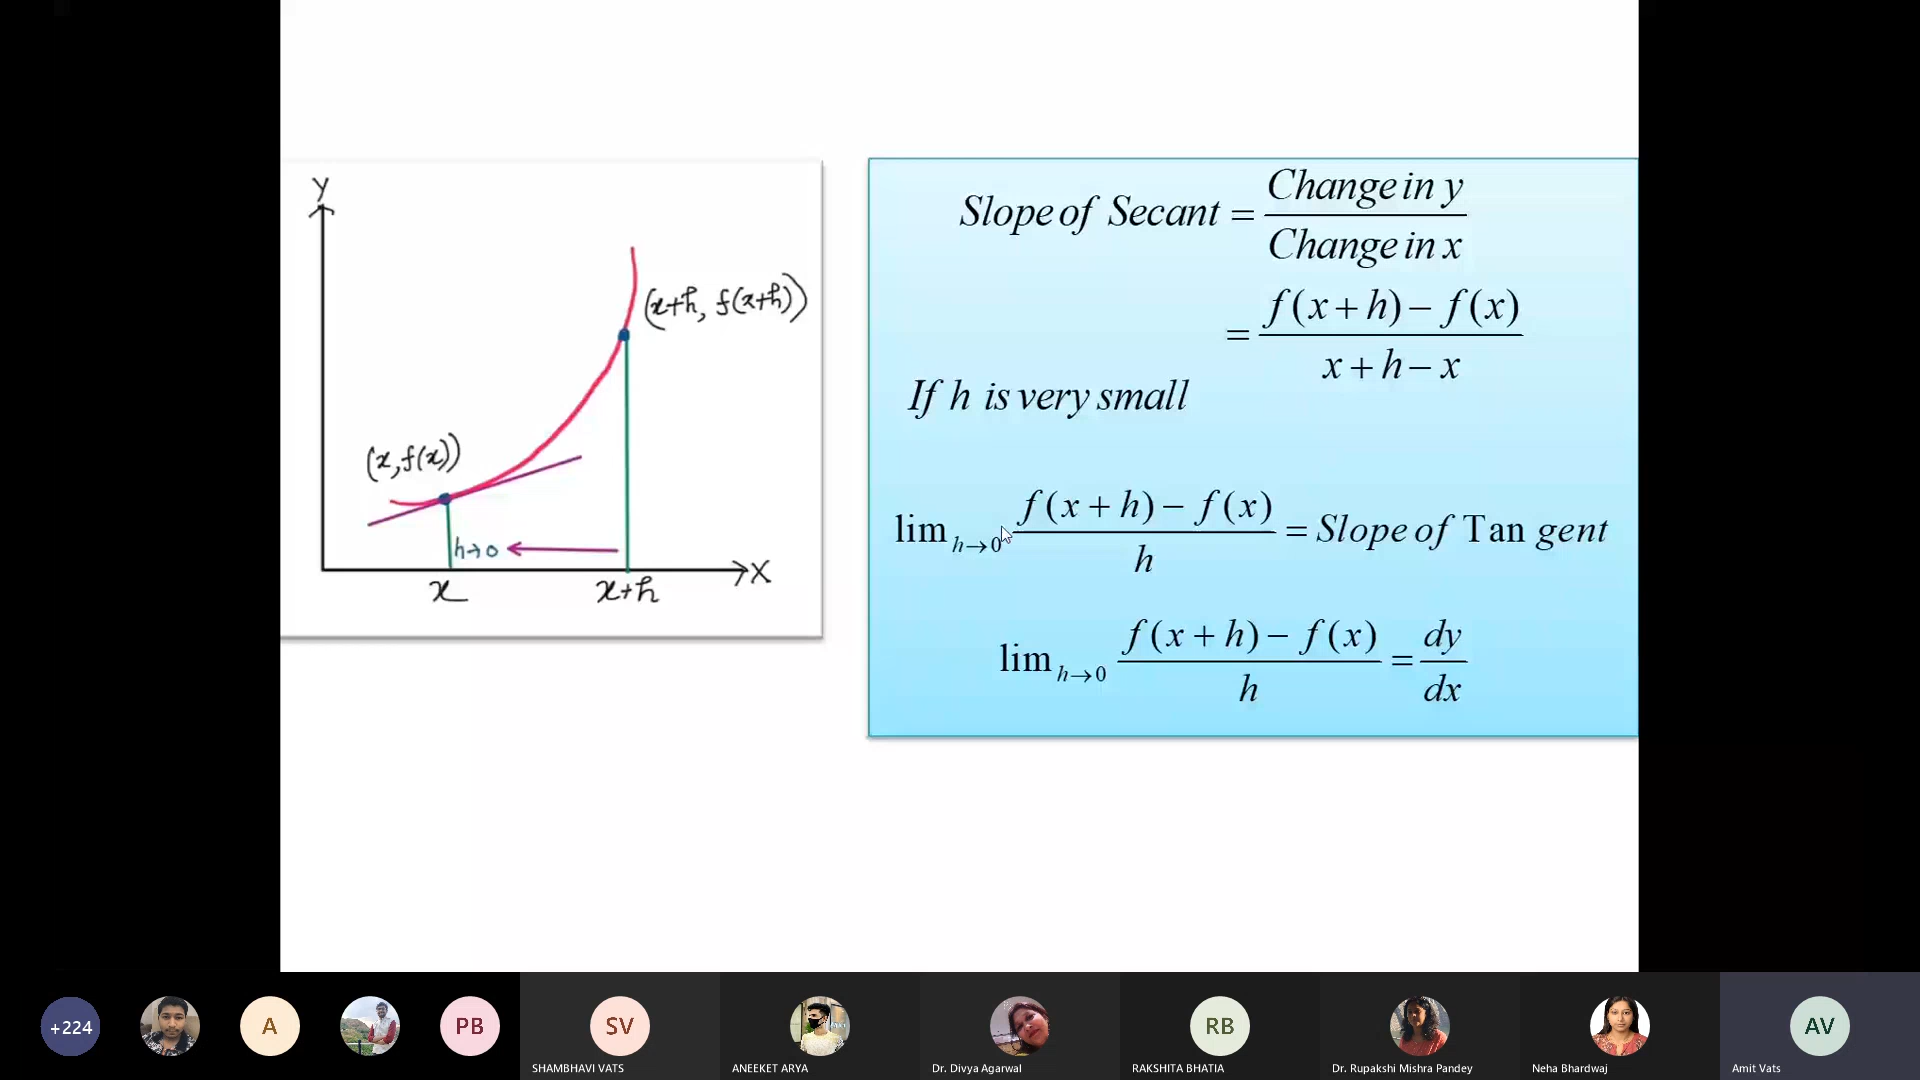 Y
(x+h, f(x+h))
(x, f(x))
h→0
x
x+h
X
Slope of Secant = Change in y / Change in x
= f(x+h) − f(x) / x+h−x
If h is very small
lim h→0 f(x+h) − f(x) / h = Slope of Tan gent
lim h→0 f(x+h) − f(x) / h = dy / dx
+224
A
PB
SV
RB
AV
SHAMBHAVI VATS
ANEEKET ARYA
Dr. Divya Agarwal
RAKSHITA BHATIA
Dr. Rupakshi Mishra Pandey
Neha Bhardwaj
Amit Vats